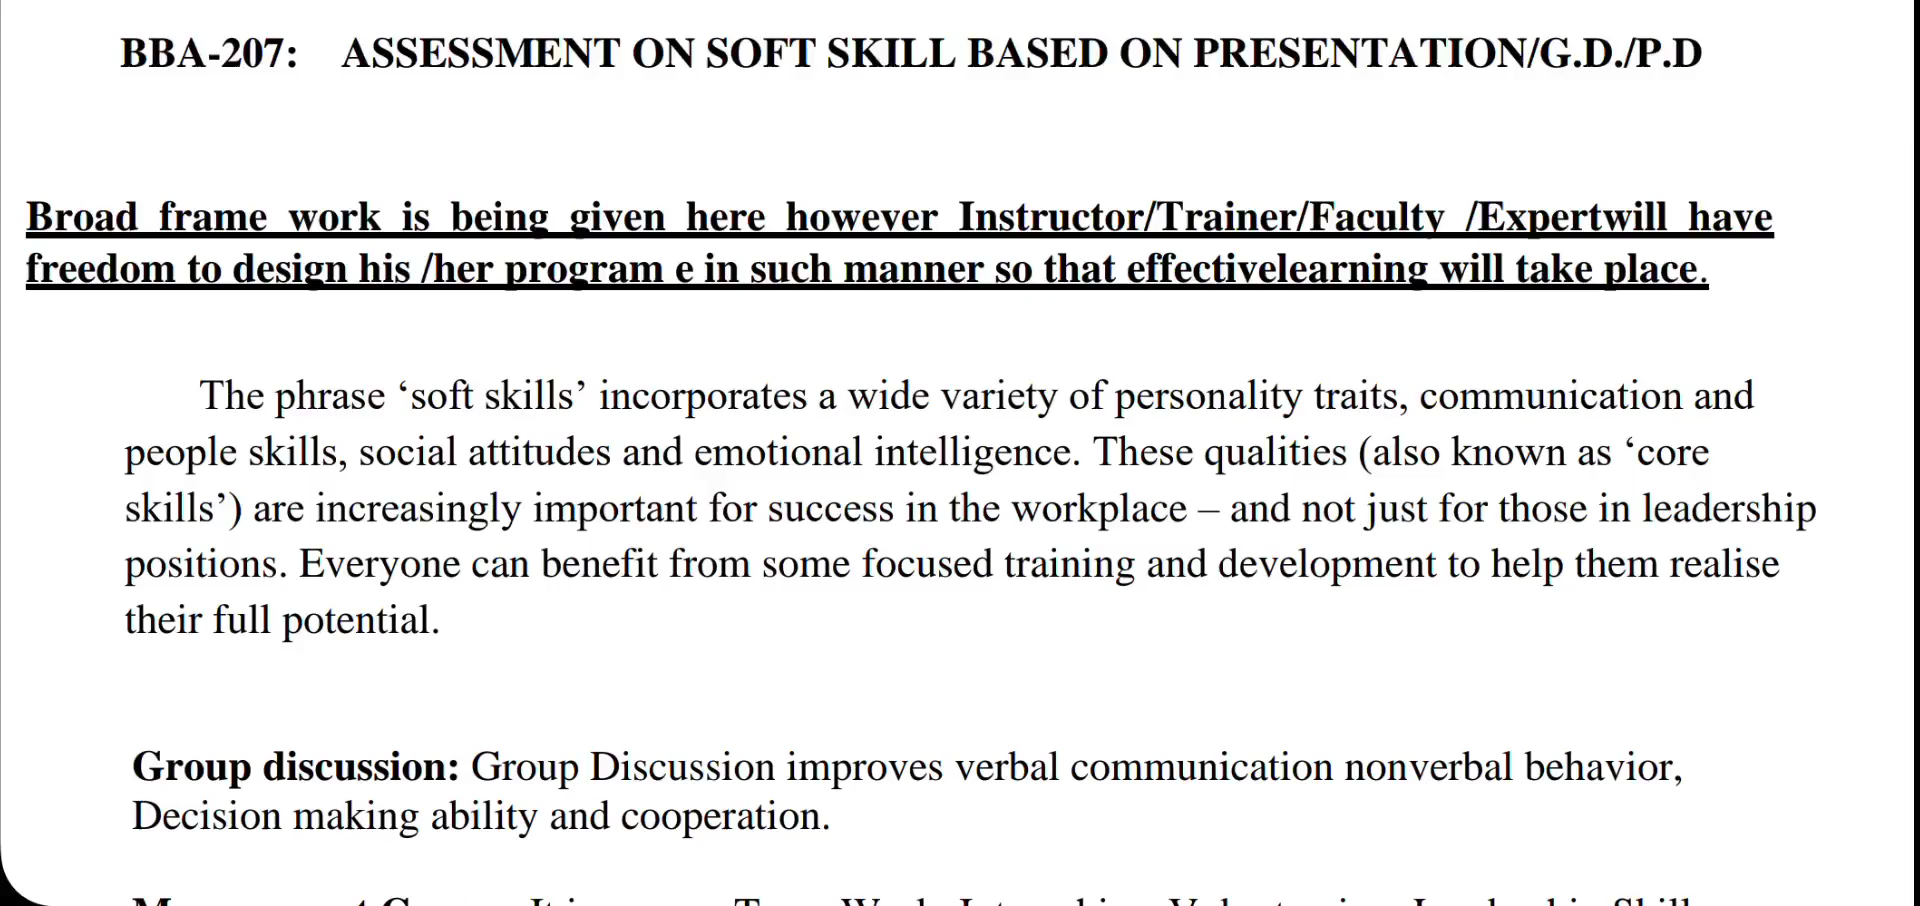 BBA-207: ASSESSMENT ON SOFT SKILL BASED ON PRESENTATION/G.D./P.D
Broad frame work is being given here however Instructor/Trainer/Faculty /Expertwill have
freedom to design his /her program e in such manner so that effectivelearning will take place.
The phrase ‘soft skills’ incorporates a wide variety of personality traits, communication and
people skills, social attitudes and emotional intelligence. These qualities (also known as ‘core
skills’) are increasingly important for success in the workplace – and not just for those in leadership
positions. Everyone can benefit from some focused training and development to help them realise
their full potential.
Group discussion: Group Discussion improves verbal communication nonverbal behavior,
Decision making ability and cooperation.